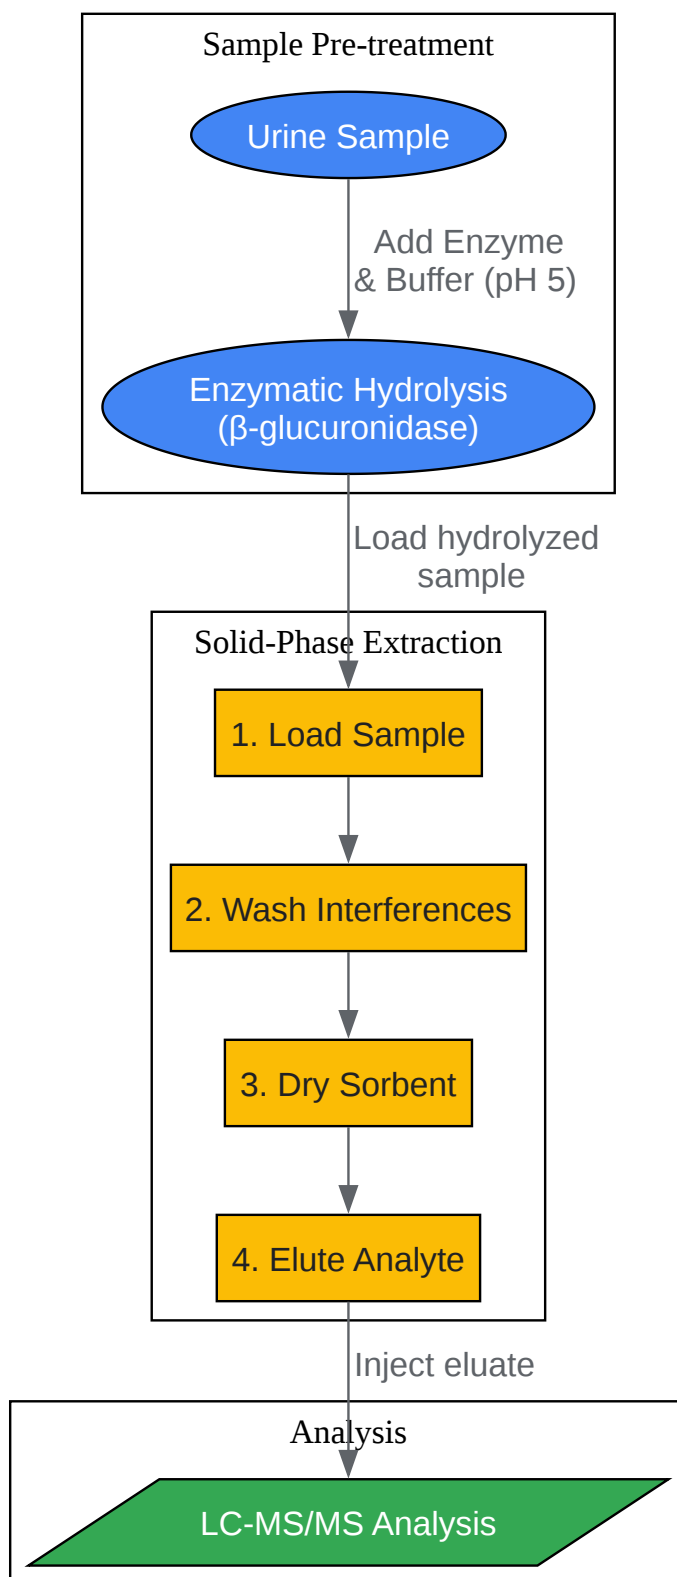 Sample Pre-treatment
Urine Sample
Add Enzyme
& Buffer (pH 5)
Enzymatic Hydrolysis
(β-glucuronidase)
Load hydrolyzed
sample
Solid-Phase Extraction
1. Load Sample
2. Wash Interferences
3. Dry Sorbent
4. Elute Analyte
Inject eluate
Analysis
LC-MS/MS Analysis